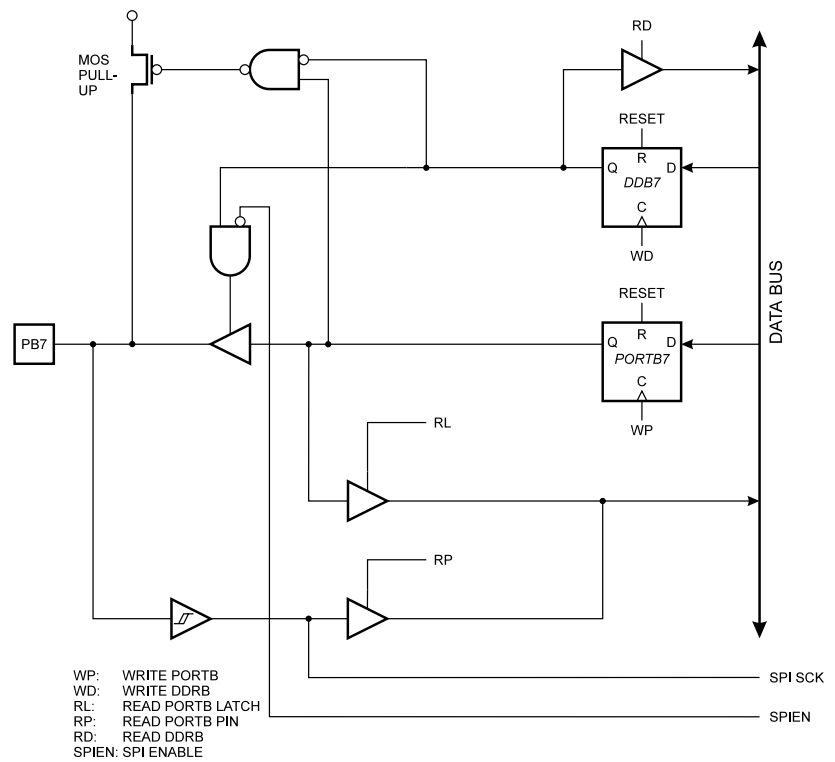 RD
MOS
PULL-
UP
RESET
R
Q
D
DDB7
C
WD
DATA BUS
RESET
PB7
R
Q
D
PORTB7
C
WP
RL
RP
WP: WRITE PORTB
WD: WRITE DDRB
RL: READ PORTB LATCH
RP: READ PORTB PIN
RD: READ DDRB
SPIEN: SPI ENABLE
SPI SCK
SPIEN